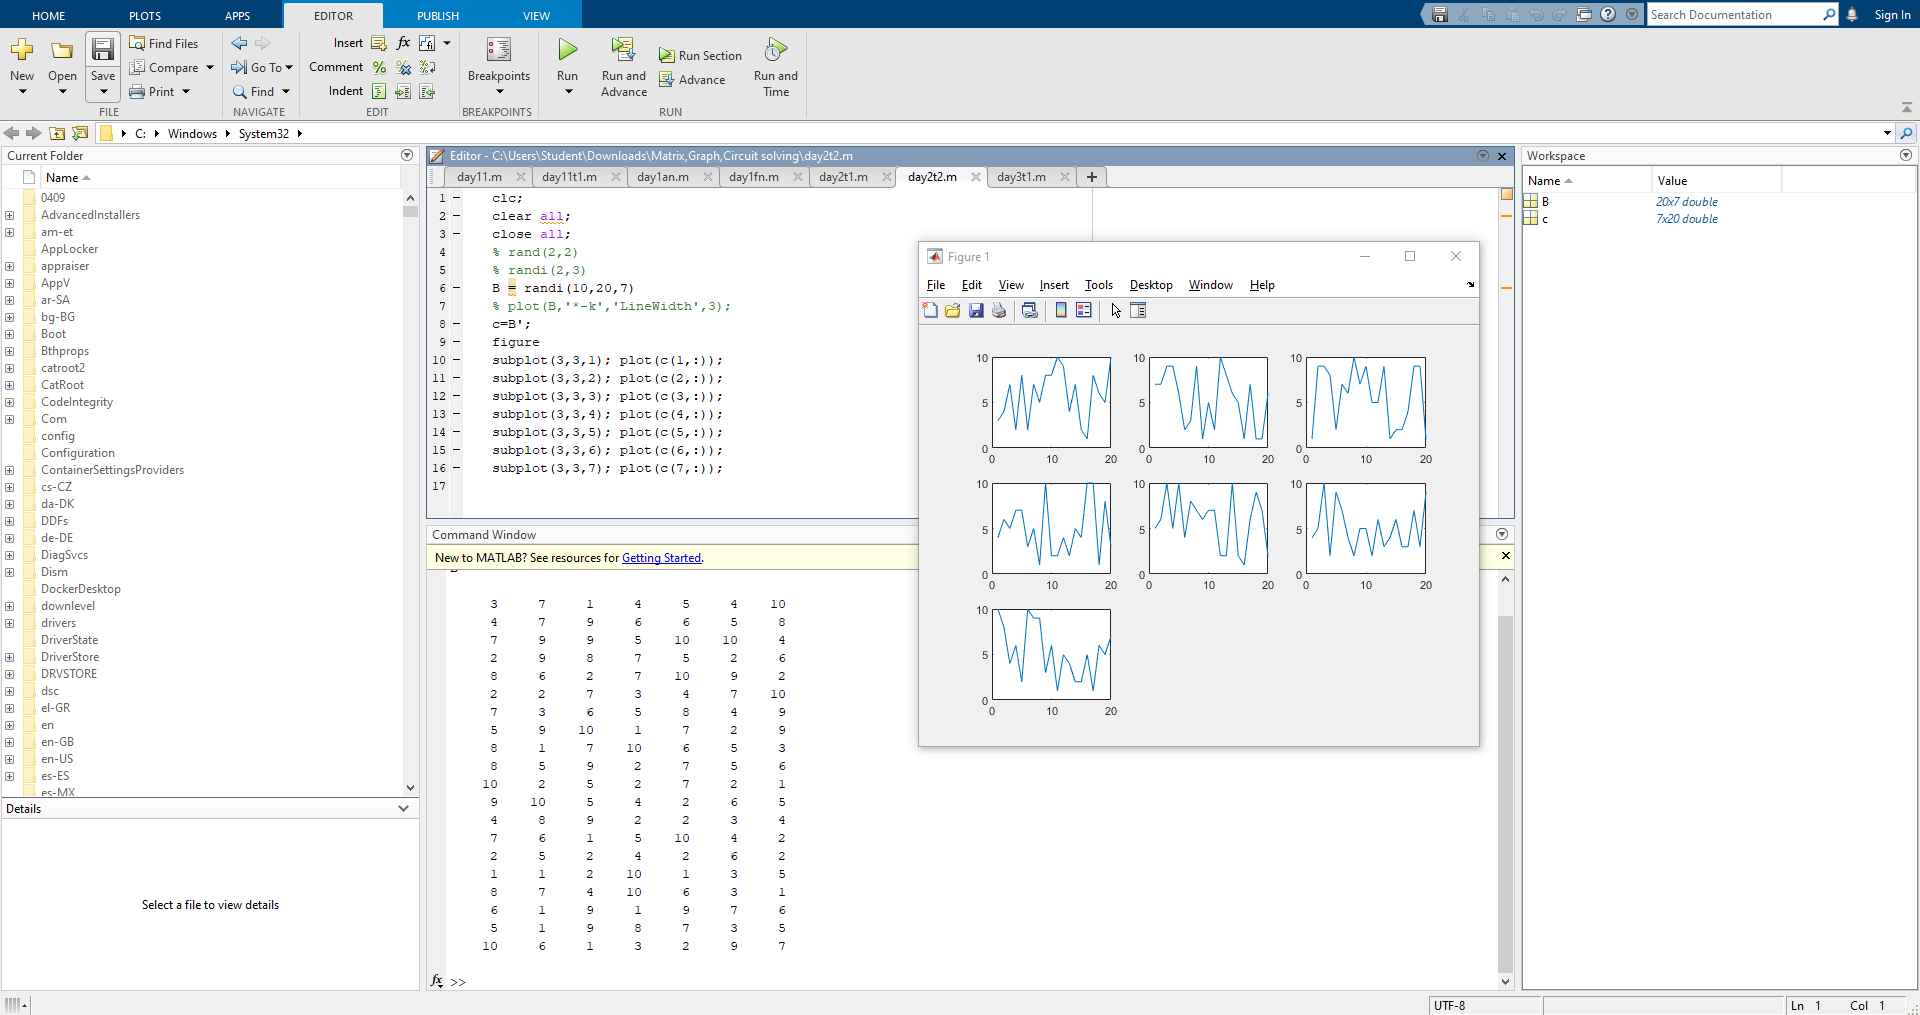 HOME PLOTS APPS EDITOR PUBLISH VIEW Search Documentation Sign In
New Open Save Find Files Compare Print Go To Find Insert fx Comment Indent Breakpoints Run Run and Advance Run Section Advance Run and Time
FILE NAVIGATE EDIT BREAKPOINTS RUN
C: Windows System32
Current Folder
Name
0409
AdvancedInstallers
am-et
AppLocker
appraiser
AppV
ar-SA
bg-BG
Boot
Bthprops
catroot2
CatRoot
CodeIntegrity
Com
config
Configuration
ContainerSettingsProviders
cs-CZ
da-DK
DDFs
de-DE
DiagSvcs
Dism
DockerDesktop
downlevel
drivers
DriverState
DriverStore
DRVSTORE
dsc
el-GR
en
en-GB
en-US
es-ES
es-MX
Details
Select a file to view details
Editor - C:\Users\Student\Downloads\Matrix,Graph,Circuit solving\day2t2.m
day11.m day11t1.m day1an.m day1fn.m day2t1.m day2t2.m day3t1.m
1 clc;
2 clear all;
3 close all;
4 % rand(2,2)
5 % randi(2,3)
6 B = randi(10,20,7)
7 % plot(B,'*-k','LineWidth',3);
8 c=B';
9 figure
10 subplot(3,3,1); plot(c(1,:));
11 subplot(3,3,2); plot(c(2,:));
12 subplot(3,3,3); plot(c(3,:));
13 subplot(3,3,4); plot(c(4,:));
14 subplot(3,3,5); plot(c(5,:));
15 subplot(3,3,6); plot(c(6,:));
16 subplot(3,3,7); plot(c(7,:));
17
Command Window
New to MATLAB? See resources for Getting Started.
3 7 1 4 5 4 10
4 7 9 6 6 5 8
7 9 9 5 10 10 4
2 9 8 7 5 2 6
8 6 2 7 10 9 2
2 2 7 3 4 7 10
7 3 6 5 8 4 9
5 9 10 1 7 2 9
8 1 7 10 6 5 3
8 5 9 2 7 5 6
10 2 5 2 7 2 1
9 10 5 4 2 6 5
4 8 9 2 2 3 4
7 6 1 5 10 4 2
2 5 2 4 2 6 2
1 1 2 10 1 3 5
8 7 4 10 6 3 1
6 1 9 1 9 7 6
5 1 9 8 7 3 5
10 6 1 3 2 9 7
fx >>
Figure 1
File Edit View Insert Tools Desktop Window Help
10 10 10
5 5 5
0 0 0
0 10 20 0 10 20 0 10 20
10 10 10
5 5 5
0 0 0
0 10 20 0 10 20 0 10 20
10
5
0
0 10 20
Workspace
Name Value
B 20x7 double
c 7x20 double
UTF-8 Ln 1 Col 1